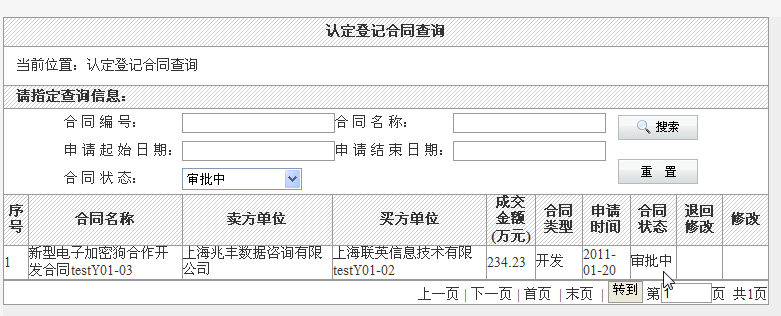 认定登记合同查询
当前位置：认定登记合同查询
请指定查询信息：
合 同 编 号： 合 同 名 称： 搜索
申 请 起 始 日 期： 申 请 结 束 日 期：
合 同 状 态： 审批中 重 置
序号 合同名称 卖方单位 买方单位 成交金额(万元) 合同类型 申请时间 合同状态 退回修改 修改
1 新型电子加密狗合作开发合同testY01-03 上海兆丰数据咨询有限公司 上海联英信息技术有限testY01-02 234.23 开发 2011-01-20 审批中
上一页 | 下一页 | 首页 | 末页 | 转到 第 1 页 共1页